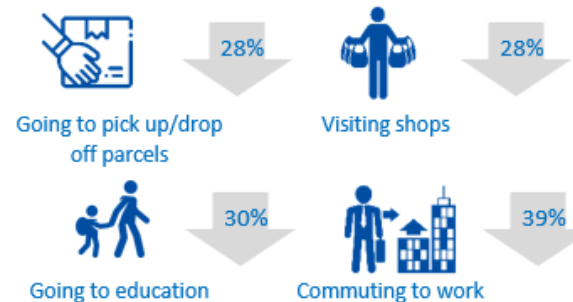 28%
28%
Going to pick up/drop
off parcels
Visiting shops
30%
39%
Going to education
Commuting to work